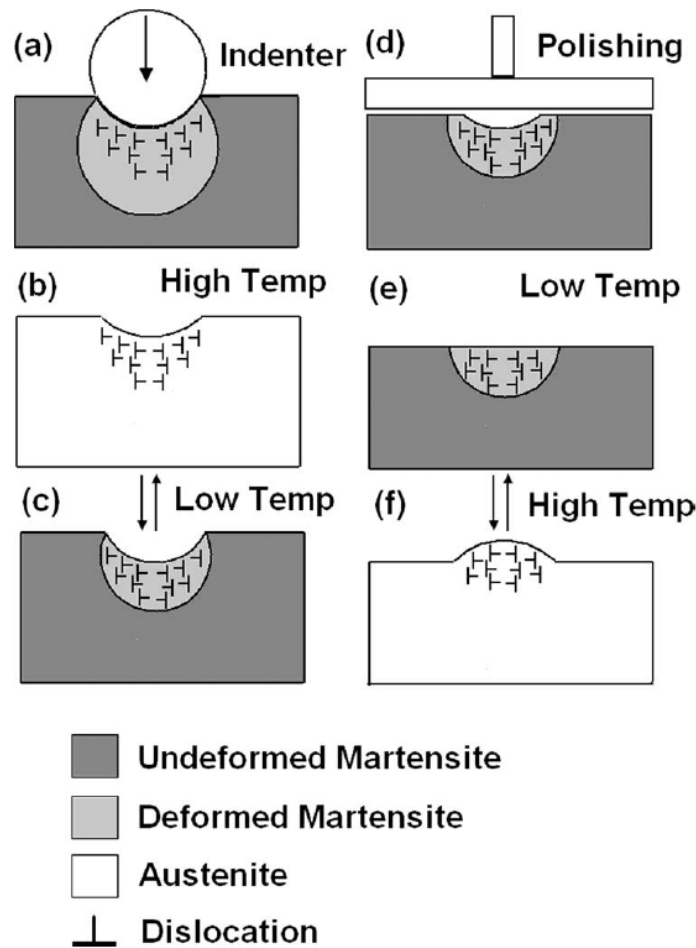 (a)
Indenter
(b)
High Temp
(c)
Low Temp
(d)
Polishing
(e)
Low Temp
(f)
High Temp
Undeformed Martensite
Deformed Martensite
Austenite
Dislocation